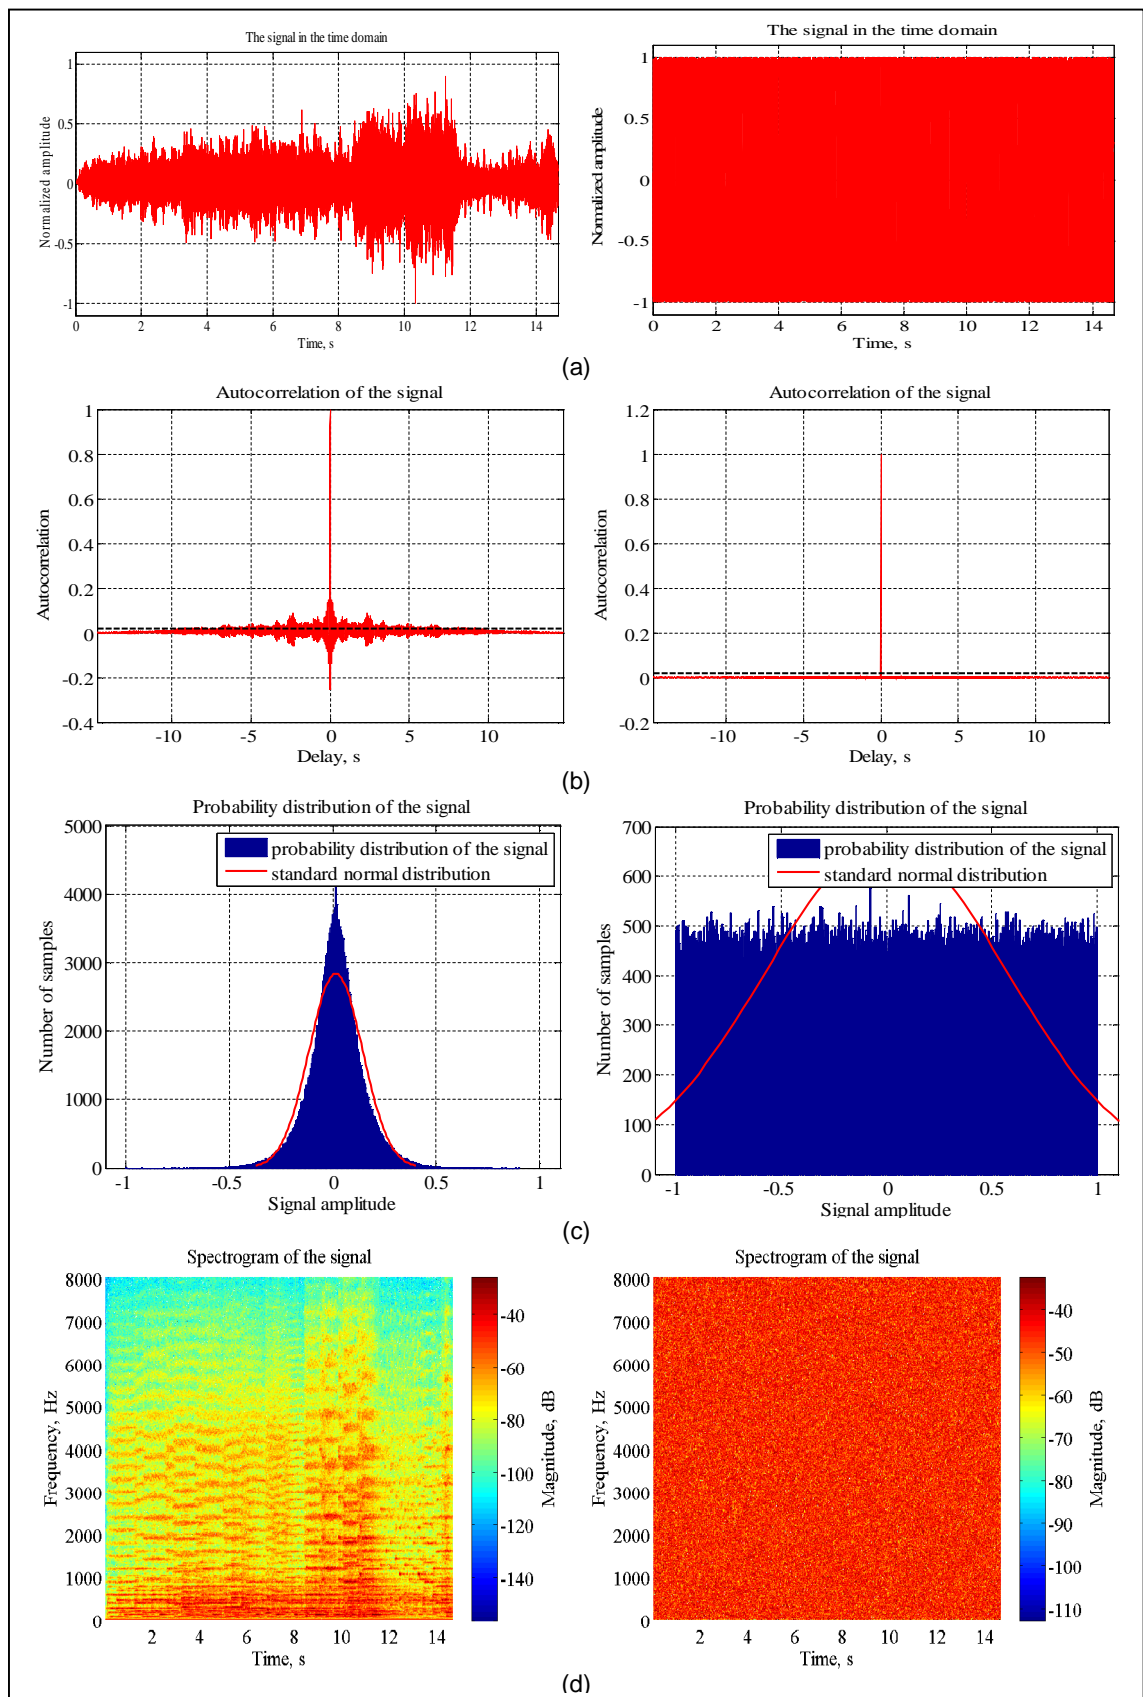 The signal in the time domain
1
0.5
0
-0.5
-1
Normalized amplitude
0 2 4 6 8 10 12 14
Time, s
The signal in the time domain
1
0.5
0
-0.5
-1
Normalized amplitude
0 2 4 6 8 10 12 14
Time, s
(a)
Autocorrelation of the signal
1
0.8
0.6
0.4
0.2
0
-0.2
-0.4
Autocorrelation
-10 -5 0 5 10
Delay, s
Autocorrelation of the signal
1.2
1
0.8
0.6
0.4
0.2
0
-0.2
Autocorrelation
-10 -5 0 5 10
Delay, s
(b)
Probability distribution of the signal
5000
4000
3000
2000
1000
0
Number of samples
probability distribution of the signal
standard normal distribution
-1 -0.5 0 0.5 1
Signal amplitude
Probability distribution of the signal
700
600
500
400
300
200
100
0
Number of samples
probability distribution of the signal
standard normal distribution
-1 -0.5 0 0.5 1
Signal amplitude
(c)
Spectrogram of the signal
8000
7000
6000
5000
4000
3000
2000
1000
0
Frequency, Hz
2 4 6 8 10 12 14
Time, s
-40
-60
-80
-100
-120
-140
Magnitude, dB
Spectrogram of the signal
8000
7000
6000
5000
4000
3000
2000
1000
0
Frequency, Hz
2 4 6 8 10 12 14
Time, s
-40
-50
-60
-70
-80
-90
-100
-110
Magnitude, dB
(d)